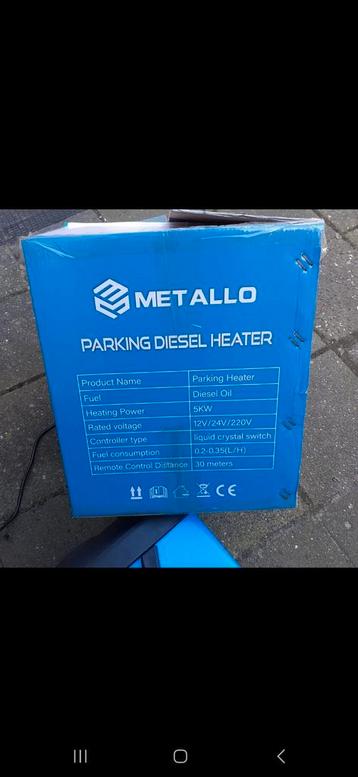 METALLO
PARKING DIESEL HEATER
Product Name Parking Heater
Fuel Diesel Oil
Heating Power 5KW
Rated voltage 12V/24V/220V
Controller type liquid crystal switch
Fuel consumption 0.2-0.35(L/H)
Remote Control Distance 30 meters
CE